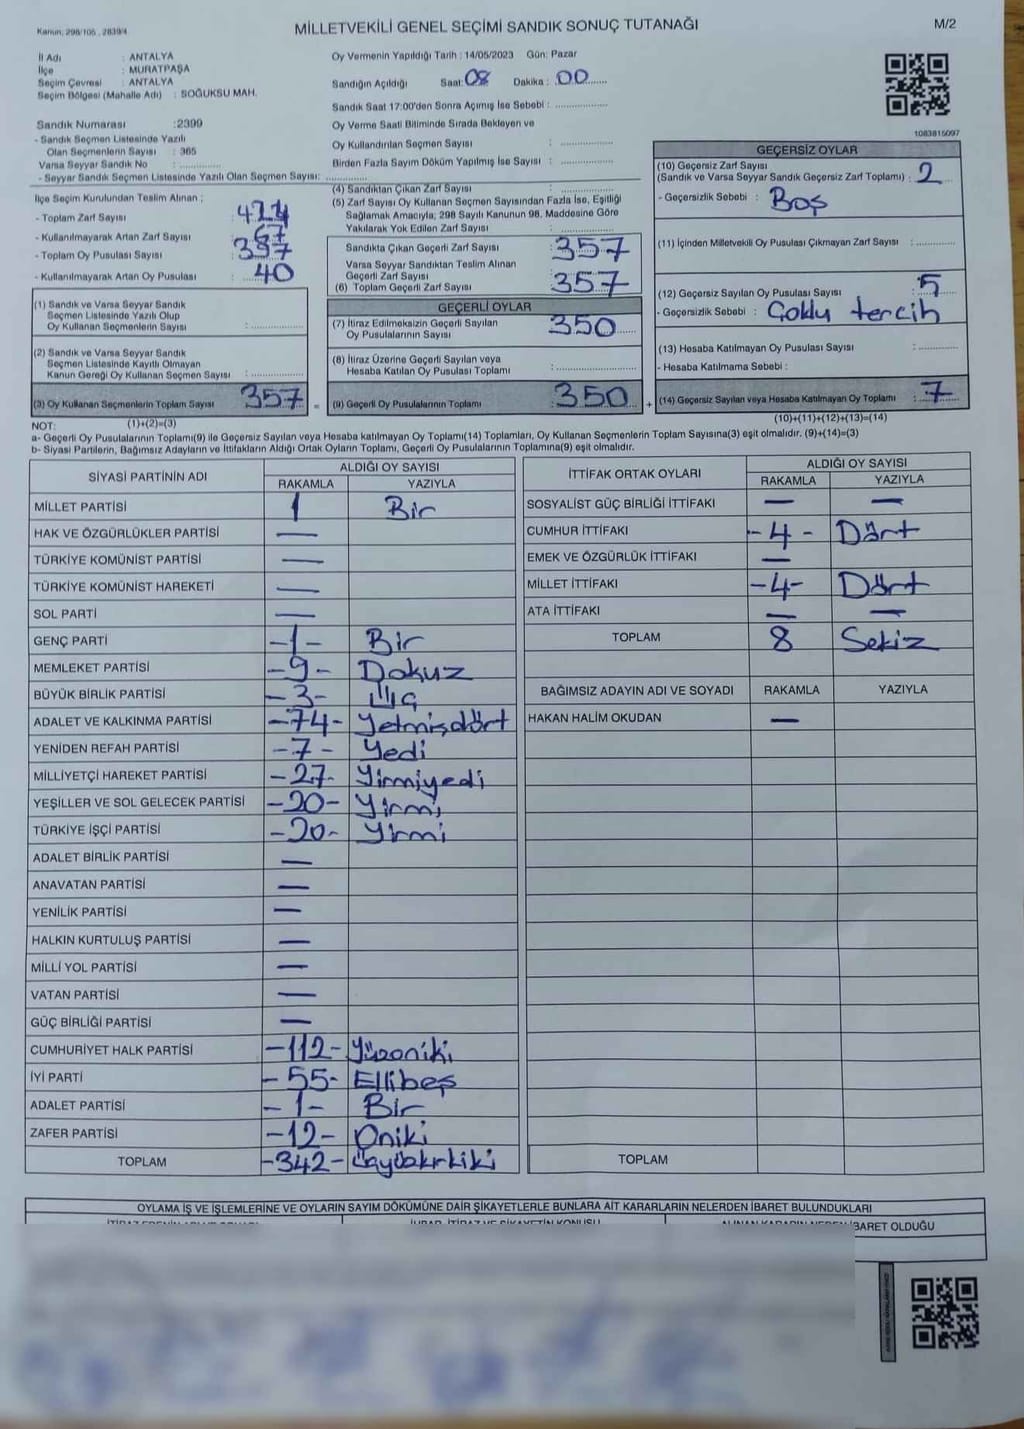 Kanun; 298/105 , 2839/4
MİLLETVEKİLİ GENEL SEÇİMİ SANDIK SONUÇ TUTANAĞI
M/2
İl Adı : ANTALYA
İlçe : MURATPAŞA
Seçim Çevresi : ANTALYA
Seçim Bölgesi (Mahalle Adı) : SOĞUKSU MAH.
Oy Vermenin Yapıldığı Tarih : 14/05/2023 Gün: Pazar
Sandığın Açıldığı Saat: 08 Dakika : 00
Sandık Saat 17:00'den Sonra Açımış İse Sebebi :
Sandık Numarası :2399
- Sandık Seçmen Listesinde Yazılı
Olan Seçmenlerin Sayısı : 365
Varsa Seyyar Sandık No :
- Seyyar Sandık Seçmen Listesinde Yazılı Olan Seçmen Sayısı:
Oy Verme Saati Bitiminde Sırada Bekleyen ve
Oy Kullandırılan Seçmen Sayısı :
Birden Fazla Sayım Döküm Yapılmış İse Sayısı :
1083815097
İlçe Seçim Kurulundan Teslim Alınan ;
- Toplam Zarf Sayısı :
- Kullanılmayarak Artan Zarf Sayısı : 67
- Toplam Oy Pusulası Sayısı :
- Kullanılmayarak Artan Oy Pusulası : 40
(1) Sandık ve Varsa Seyyar Sandık
Seçmen Listesinde Yazılı Olup
Oy Kullanan Seçmenlerin Sayısı :
(2) Sandık ve Varsa Seyyar Sandık
Seçmen Listesinde Kayıtlı Olmayan
Kanun Gereği Oy Kullanan Seçmen Sayısı :
(3) Oy Kullanan Seçmenlerin Toplam Sayısı 357 =
(1)+(2)=(3)
(4) Sandıktan Çıkan Zarf Sayısı :
(5) Zarf Sayısı Oy Kullanan Seçmen Sayısından Fazla İse, Eşitliği
Sağlamak Amacıyla; 298 Sayılı Kanunun 98. Maddesine Göre
Yakılarak Yok Edilen Zarf Sayısı :
Sandıkta Çıkan Geçerli Zarf Sayısı : 357
Varsa Seyyar Sandıktan Teslim Alınan
Geçerli Zarf Sayısı :
(6) Toplam Geçerli Zarf Sayısı : 357
GEÇERLİ OYLAR
(7) İtiraz Edilmeksizin Geçerli Sayılan
Oy Pusulalarının Sayısı : 350
(8) İtiraz Üzerine Geçerli Sayılan veya
Hesaba Katılan Oy Pusulası Toplamı :
(9) Geçerli Oy Pusulalarının Toplamı : 350 +
GEÇERSİZ OYLAR
(10) Geçersiz Zarf Sayısı
(Sandık ve Varsa Seyyar Sandık Geçersiz Zarf Toplamı) : 2
- Geçersizlik Sebebi : Boş
(11) İçinden Milletvekili Oy Pusulası Çıkmayan Zarf Sayısı :
(12) Geçersiz Sayılan Oy Pusulası Sayısı : 5
- Geçersizlik Sebebi : Çoklu tercih
(13) Hesaba Katılmayan Oy Pusulası Sayısı :
- Hesaba Katılmama Sebebi :
(14) Geçersiz Sayılan veya Hesaba Katılmayan Oy Toplamı : 7
(10)+(11)+(12)+(13)=(14)
NOT:
a- Geçerli Oy Pusulalarının Toplamı(9) ile Geçersiz Sayılan veya Hesaba katılmayan Oy Toplamı(14) Toplamları, Oy Kullanan Seçmenlerin Toplam Sayısına(3) eşit olmalıdır. (9)+(14)=(3)
b- Siyasi Partilerin, Bağımsız Adayların ve İttifakların Aldığı Ortak Oyların Toplamı, Geçerli Oy Pusulalarının Toplamına(9) eşit olmalıdır.
SİYASİ PARTİNİN ADI ALDIĞI OY SAYISI
RAKAMLA YAZIYLA
MİLLET PARTİSİ 1 Bir
HAK VE ÖZGÜRLÜKLER PARTİSİ —
TÜRKİYE KOMÜNİST PARTİSİ —
TÜRKİYE KOMÜNİST HAREKETİ —
SOL PARTİ —
GENÇ PARTİ -1- Bir
MEMLEKET PARTİSİ -9- Dokuz
BÜYÜK BİRLİK PARTİSİ -3- Üç
ADALET VE KALKINMA PARTİSİ -74- Yetmişdört
YENİDEN REFAH PARTİSİ -7- Yedi
MİLLİYETÇİ HAREKET PARTİSİ -27- Yirmiyedi
YEŞİLLER VE SOL GELECEK PARTİSİ -20- Yirmi
TÜRKİYE İŞÇİ PARTİSİ -20- Yirmi
ADALET BİRLİK PARTİSİ —
ANAVATAN PARTİSİ —
YENİLİK PARTİSİ —
HALKIN KURTULUŞ PARTİSİ —
MİLLİ YOL PARTİSİ —
VATAN PARTİSİ —
GÜÇ BİRLİĞİ PARTİSİ —
CUMHURİYET HALK PARTİSİ -112- Yüzoniki
İYİ PARTİ -55- Ellibeş
ADALET PARTİSİ -1- Bir
ZAFER PARTİSİ -12- Oniki
TOPLAM -342-
İTTİFAK ORTAK OYLARI ALDIĞI OY SAYISI
RAKAMLA YAZIYLA
SOSYALİST GÜÇ BİRLİĞİ İTTİFAKI — —
CUMHUR İTTİFAKI -4- Dört
EMEK VE ÖZGÜRLÜK İTTİFAKI —
MİLLET İTTİFAKI -4- Dört
ATA İTTİFAKI — —
TOPLAM 8 Sekiz
BAĞIMSIZ ADAYIN ADI VE SOYADI RAKAMLA YAZIYLA
HAKAN HALİM OKUDAN —
TOPLAM
OYLAMA İŞ VE İŞLEMLERİNE VE OYLARIN SAYIM DÖKÜMÜNE DAİR ŞİKAYETLERLE BUNLARA AİT KARARLARIN NELERDEN İBARET BULUNDUKLARI
İBARET OLDUĞU